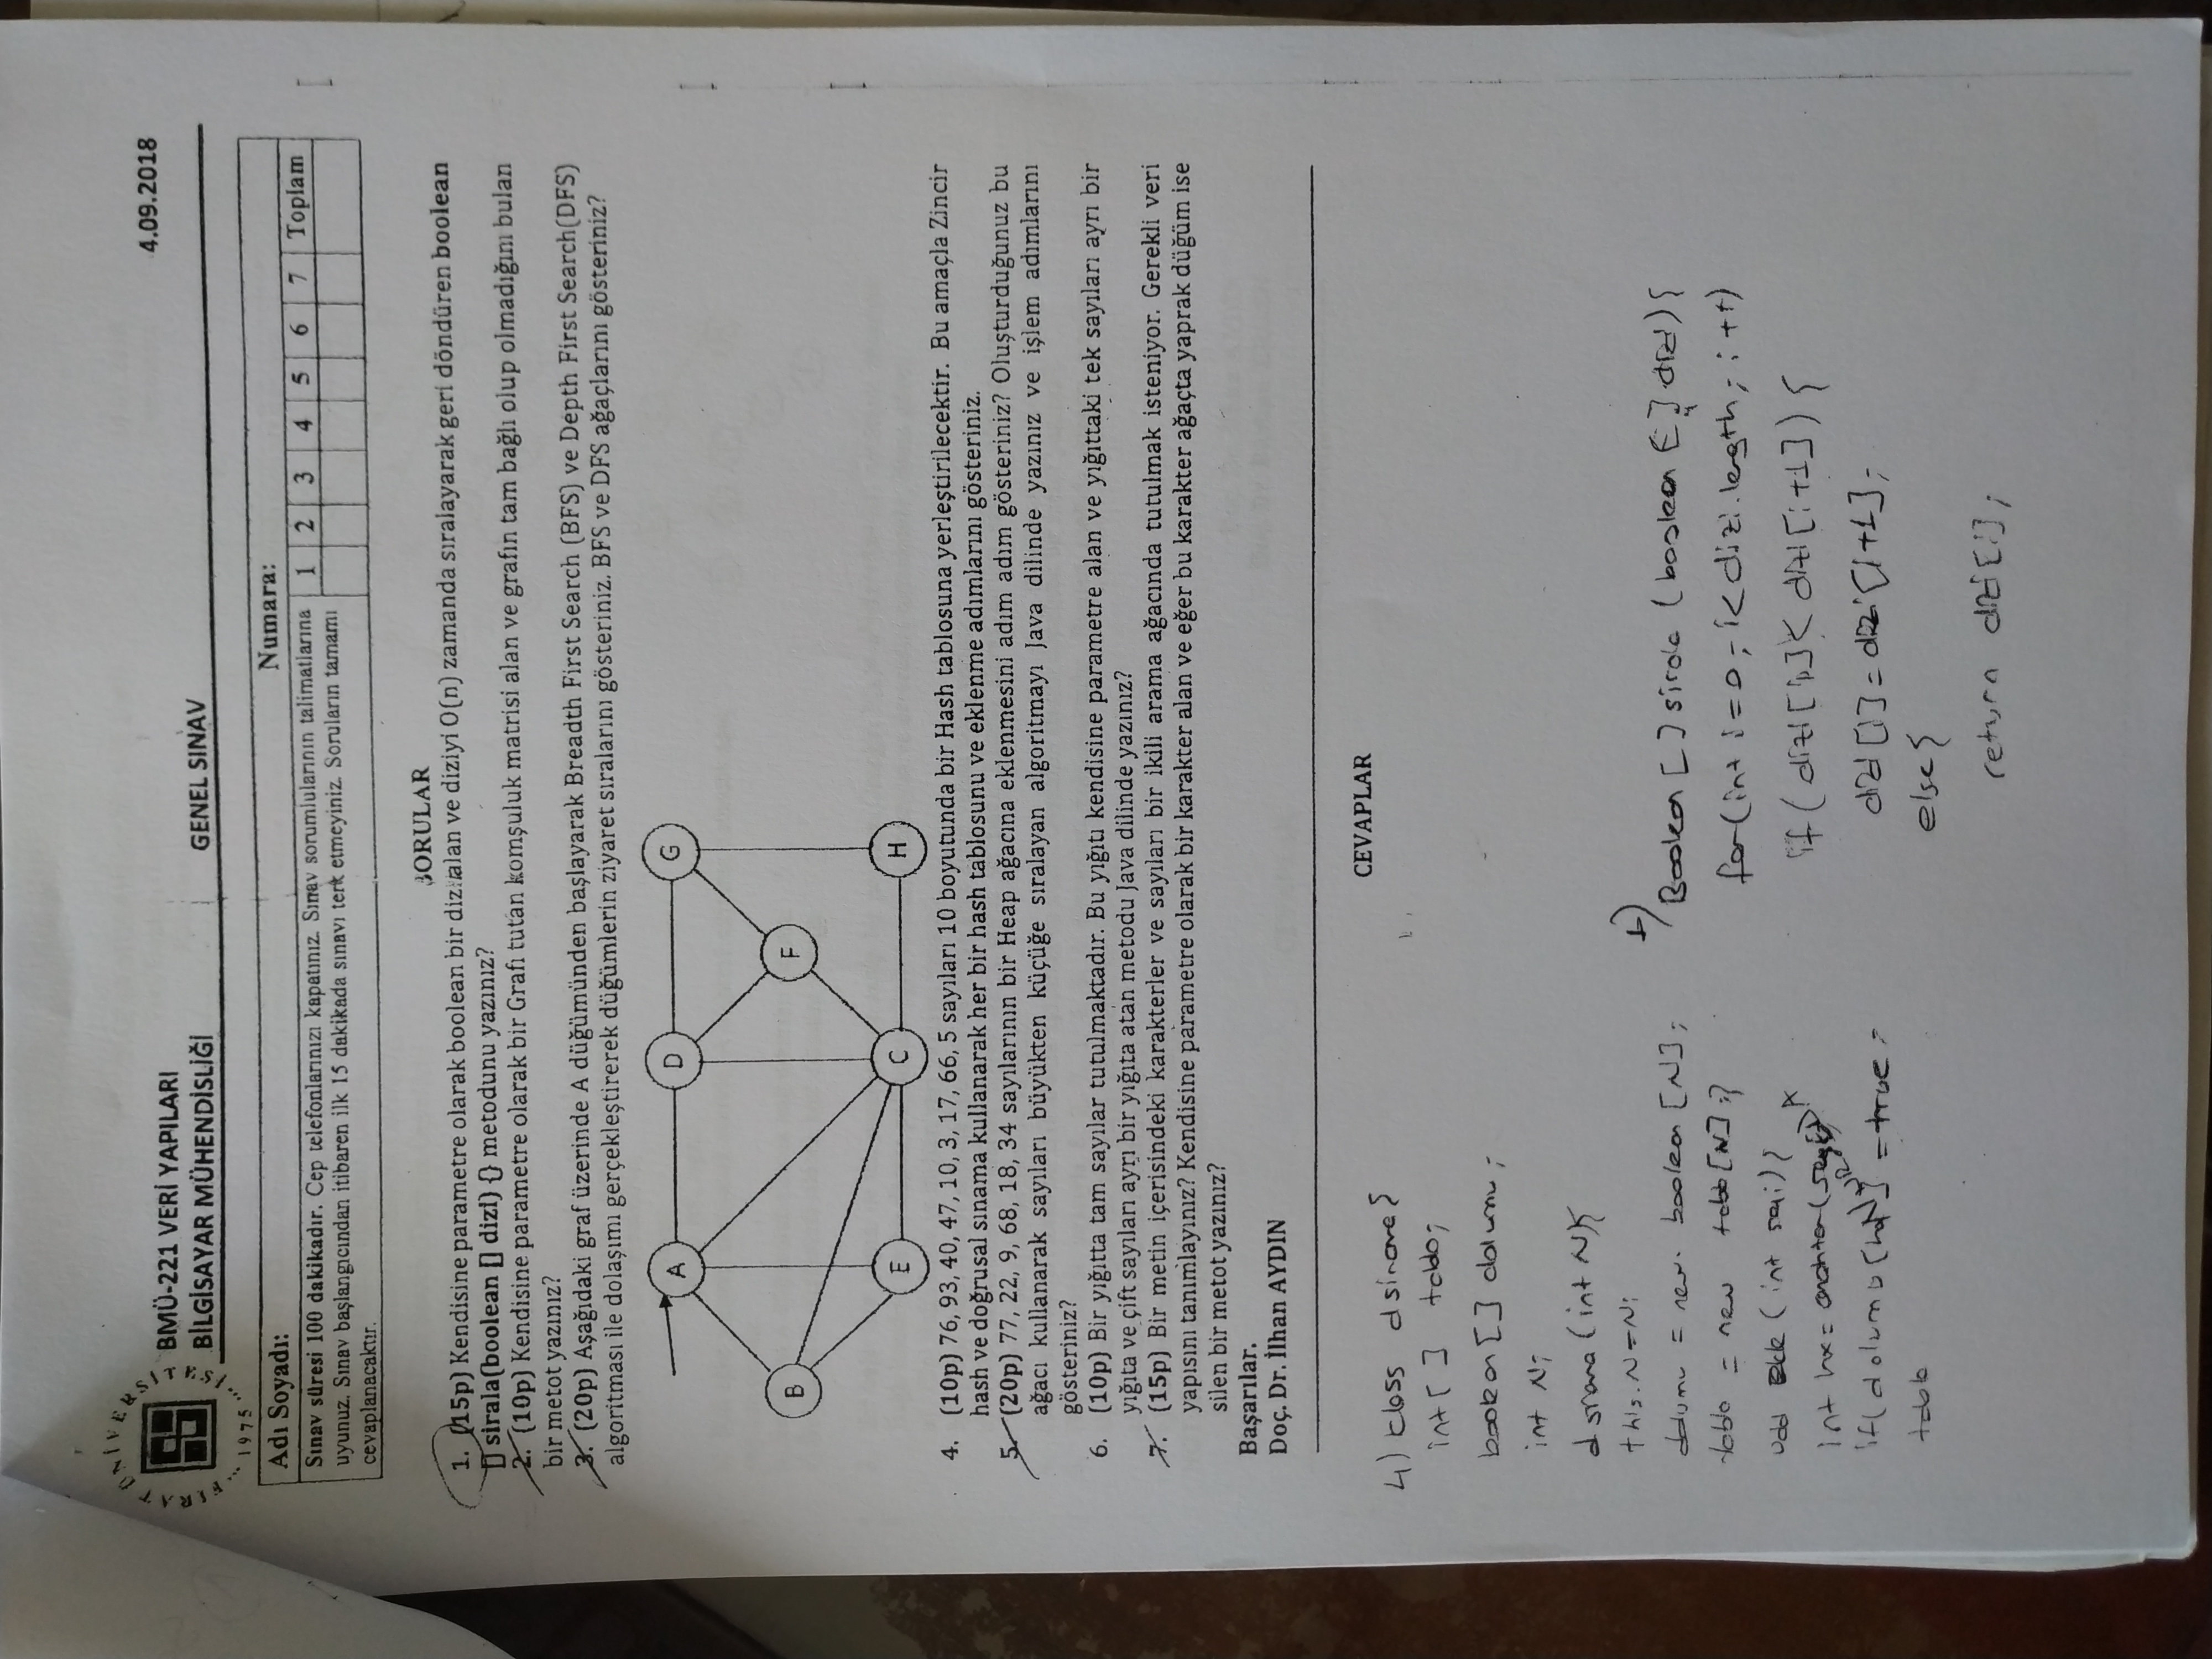 FIRAT ÜNİVERSİTESİ
1975
BMÜ-221 VERİ YAPILARI
BİLGİSAYAR MÜHENDİSLİĞİ
GENEL SINAV
4.09.2018
Adı Soyadı:
Numara:
Sınav süresi 100 dakikadır. Cep telefonlarınızı kapatınız. Sınav sorumlularının talimatlarına
uyunuz. Sınav başlangıcından itibaren ilk 15 dakikada sınavı terk etmeyiniz. Soruların tamamı
cevaplanacaktır.
1 2 3 4 5 6 7 Toplam
SORULAR
1. (15p) Kendisine parametre olarak boolean bir dizi alan ve diziyi O(n) zamanda sıralayarak geri döndüren boolean
[] sirala(boolean [] dizi) {} metodunu yazınız?
2. (10p) Kendisine parametre olarak bir Grafı tutan komşuluk matrisi alan ve grafın tam bağlı olup olmadığını bulan
bir metot yazınız?
3. (20p) Aşağıdaki graf üzerinde A düğümünden başlayarak Breadth First Search (BFS) ve Depth First Search(DFS)
algoritması ile dolaşımı gerçekleştirerek düğümlerin ziyaret sıralarını gösteriniz. BFS ve DFS ağaçlarını gösteriniz?
A
D
G
B
F
E
C
H
4. (10p) 76, 93, 40, 47, 10, 3, 17, 66, 5 sayıları 10 boyutunda bir Hash tablosuna yerleştirilecektir. Bu amaçla Zincir
hash ve doğrusal sınama kullanarak her bir hash tablosunu ve eklenme adımlarını gösteriniz.
5. (20p) 77, 22, 9, 68, 18, 34 sayılarının bir Heap ağacına eklenmesini adım adım gösteriniz? Oluşturduğunuz bu
ağacı kullanarak sayıları büyükten küçüğe sıralayan algoritmayı Java dilinde yazınız ve işlem adımlarını
gösteriniz?
6. (10p) Bir yığıtta tam sayılar tutulmaktadır. Bu yığıtı kendisine parametre alan ve yığıttaki tek sayıları ayrı bir
yığıta ve çift sayıları ayrı bir yığıta atan metodu Java dilinde yazınız?
7. (15p) Bir metin içerisindeki karakterler ve sayıları bir ikili arama ağacında tutulmak isteniyor. Gerekli veri
yapısını tanımlayınız? Kendisine parametre olarak bir karakter alan ve eğer bu karakter ağaçta yaprak düğüm ise
silen bir metot yazınız?
Başarılar.
Doç. Dr. İlhan AYDIN
CEVAPLAR
4) class dsinama {
int [ ] tablo;
boolean [ ] dolumu;
int N;
dsinama (int N){
this.N=N;
dolumu = new boolean [N];
tablo = new tablo [N];}
void Ekle (int sayi) {
int hx =
if( dolumu [hx] = true
tablo
1)
Boolean [ ] sirala (boolean [ ] dizi) {
for(int i=0; i<dizi.length; i++)
if (dizi[i] < dizi [i+1]) {
dizi [i] = dizi [i+1];
else {
return dizi [i];